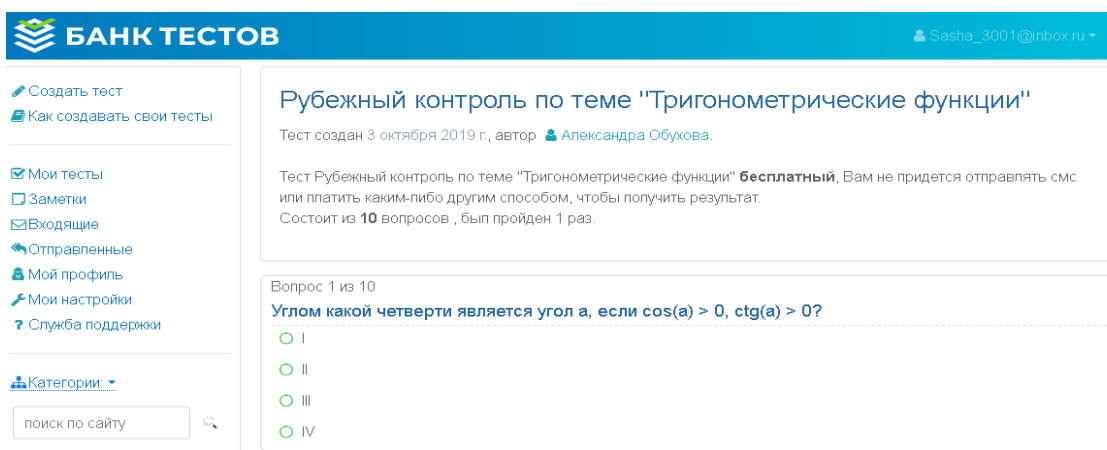 БАНК ТЕСТОВ
Sasha_3001@inbox.ru
Создать тест
Как создавать свои тесты
Мои тесты
Заметки
Входящие
Отправленные
Мой профиль
Мои настройки
Служба поддержки
Категории:
поиск по сайту
Рубежный контроль по теме "Тригонометрические функции"
Тест создан 3 октября 2019 г., автор Александра Обухова.
Тест Рубежный контроль по теме "Тригонометрические функции" бесплатный, Вам не придется отправлять смс
или платить каким-либо другим способом, чтобы получить результат.
Состоит из 10 вопросов , был пройден 1 раз.
Вопрос 1 из 10
Углом какой четверти является угол a, если cos(a) > 0, ctg(a) > 0?
I
II
III
IV